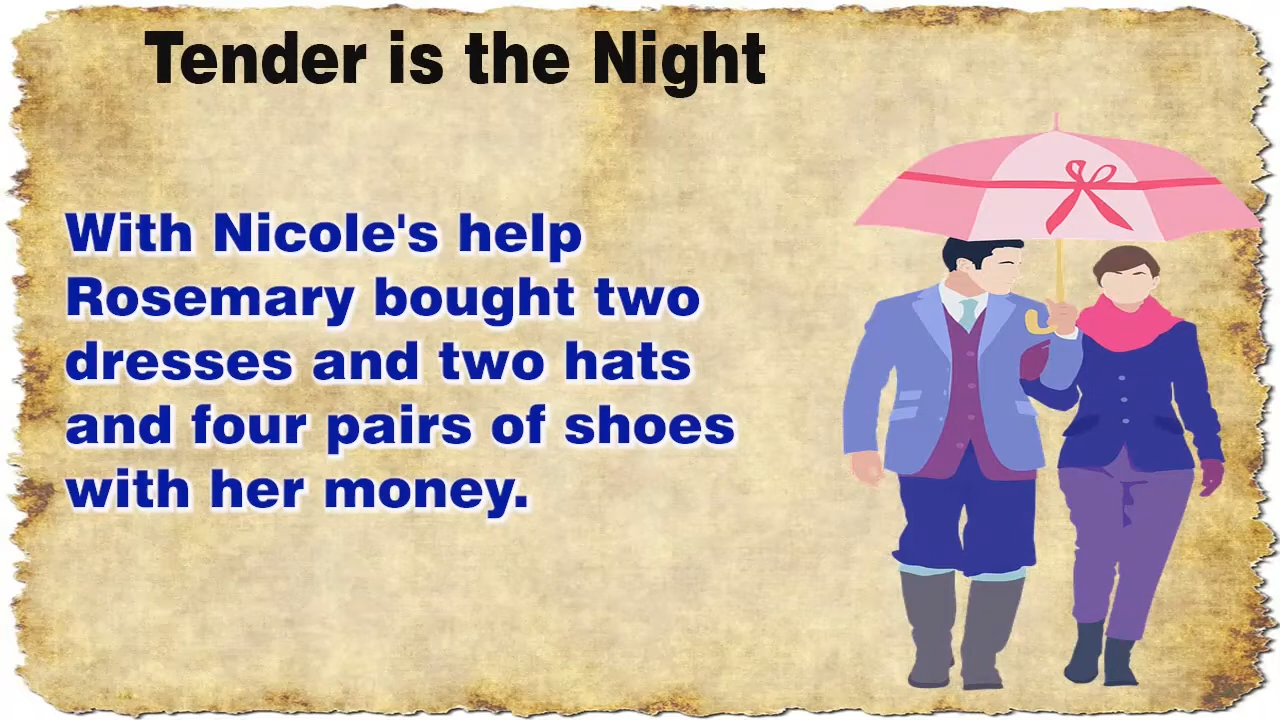 Tender is the Night
With Nicole's help
Rosemary bought two
dresses and two hats
and four pairs of shoes
with her money.